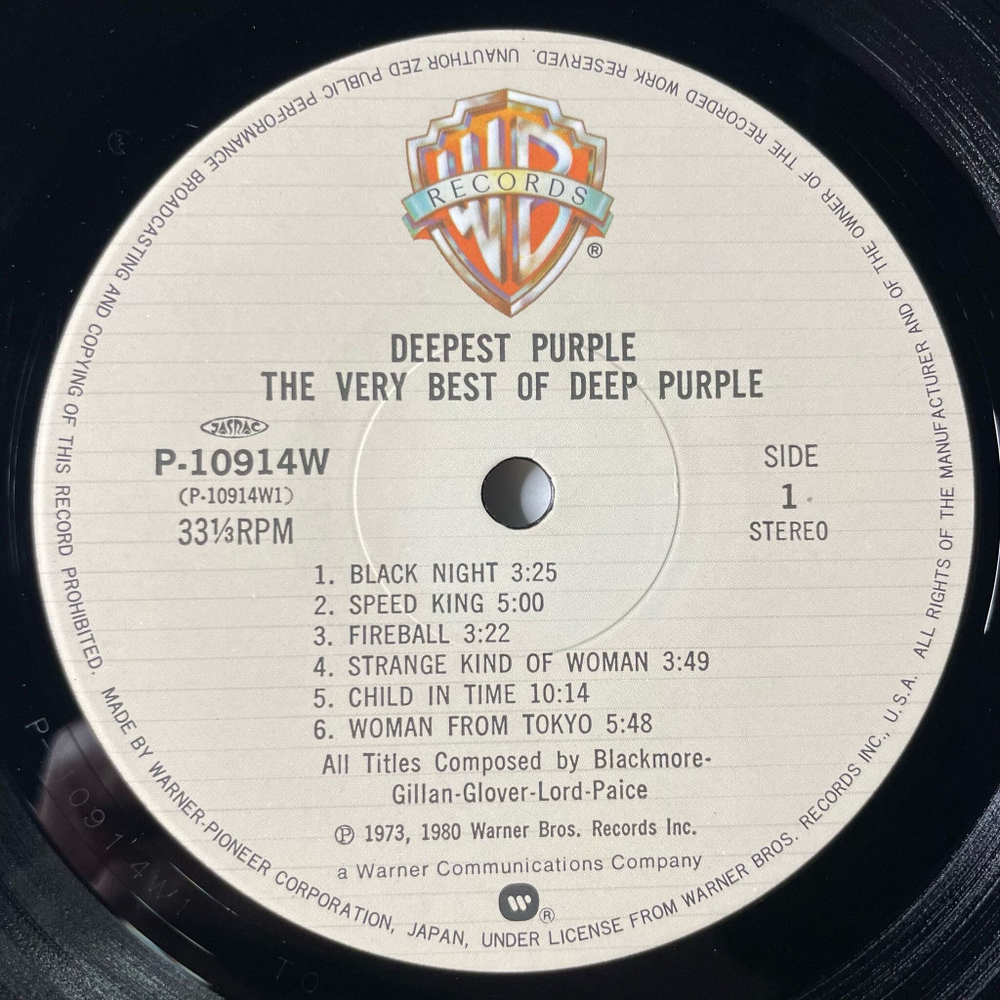 WB
RECORDS
®
DEEPEST PURPLE
THE VERY BEST OF DEEP PURPLE
JASRAC
P-10914W
(P-10914W1)
33⅓RPM
SIDE
1
STEREO
1. BLACK NIGHT 3:25
2. SPEED KING 5:00
3. FIREBALL 3:22
4. STRANGE KIND OF WOMAN 3:49
5. CHILD IN TIME 10:14
6. WOMAN FROM TOKYO 5:48
All Titles Composed by Blackmore-
Gillan-Glover-Lord-Paice
Ⓟ 1973, 1980 Warner Bros. Records Inc.
a Warner Communications Company
®
MADE BY WARNER-PIONEER CORPORATION, JAPAN, UNDER LICENSE FROM WARNER BROS. RECORDS INC., U.S.A. ALL RIGHTS OF THE MANUFACTURER AND OF THE OWNER OF THE RECORDED WORK RESERVED. UNAUTHOR ZED PUBLIC PERFORMANCE BROADCASTING AND COPYING OF THIS RECORD PROHIBITED.
P-10914W1